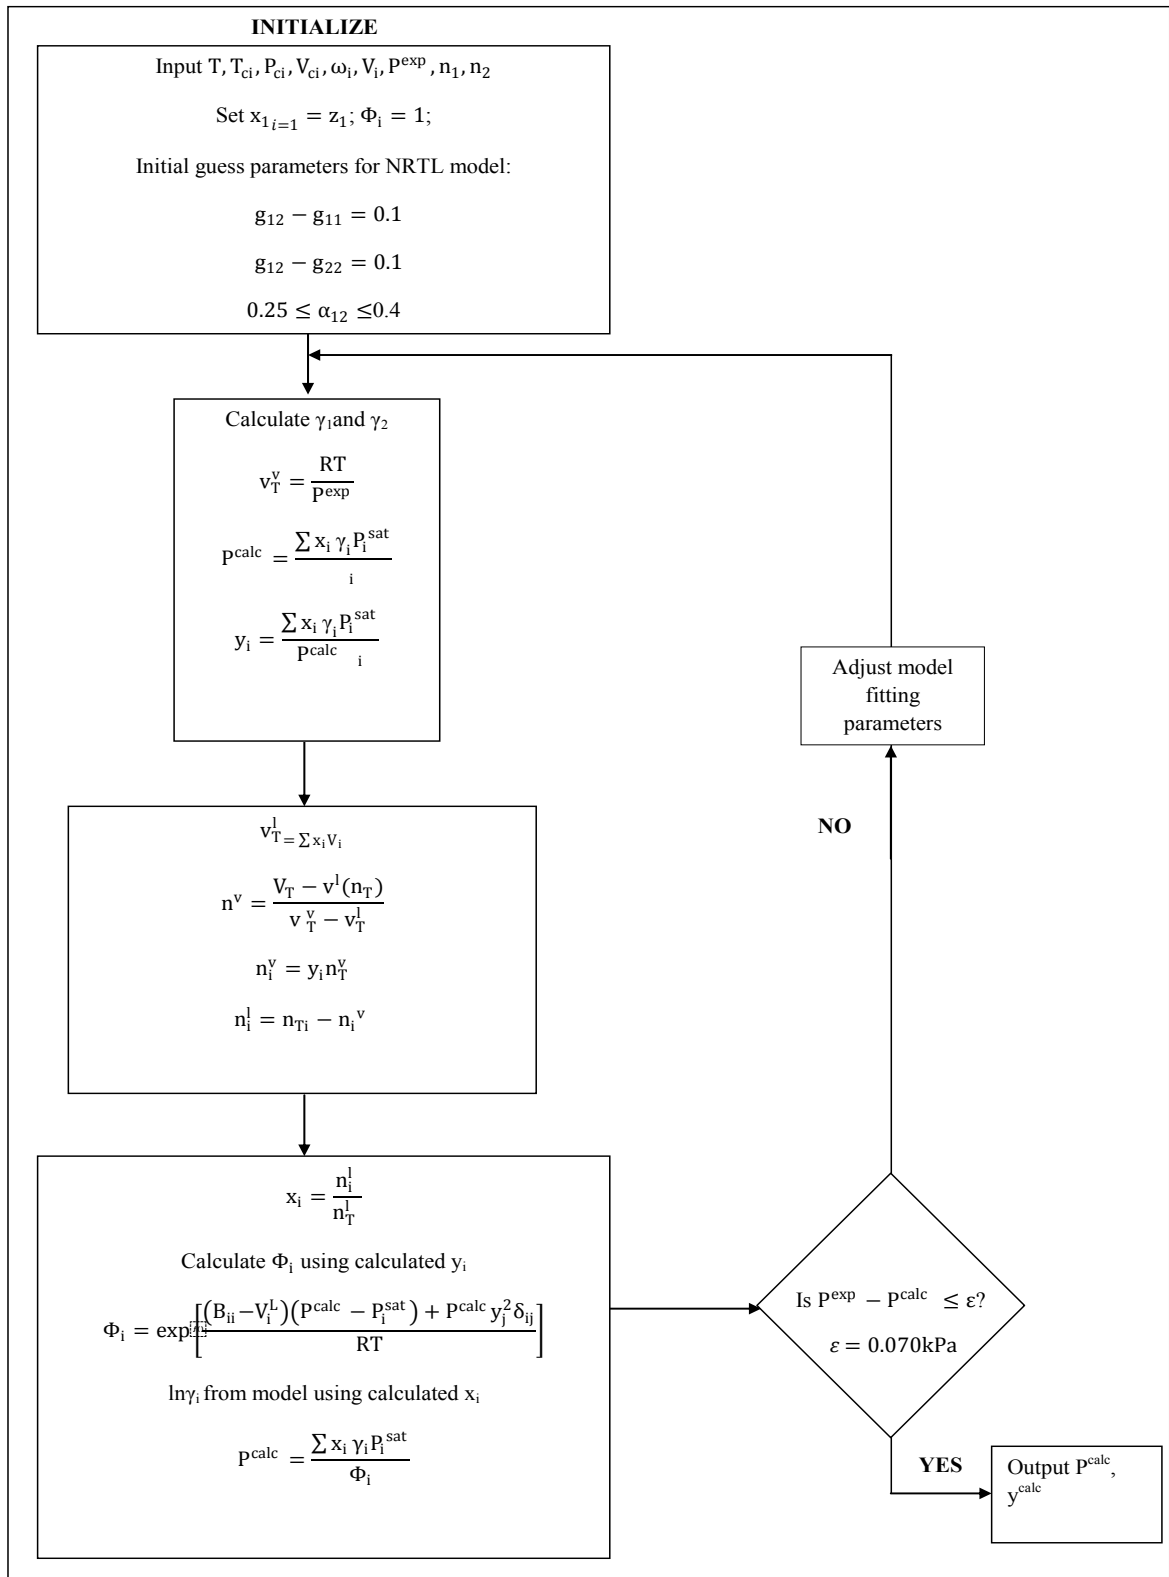 INITIALIZE
Input T, T_ci, P_ci, V_ci, ω_i, V_i, P^exp, n_1, n_2
Set x_1_{i=1} = z_1; Φ_i = 1;
Initial guess parameters for NRTL model:
g_12 − g_11 = 0.1
g_12 − g_22 = 0.1
0.25 ≤ α_12 ≤0.4
Calculate γ_1and γ_2
v_T^v = RT / P^exp
P^calc = ∑ x_i γ_i P_i^sat / _i
y_i = ∑ x_i γ_i P_i^sat / P^calc _i
v_T^l = ∑ x_i V_i
n^v = V_T − v^l(n_T) / v_T^v − v_T^l
n_i^v = y_i n_T^v
n_i^l = n_Ti − n_i^v
x_i = n_i^l / n_T^l
Calculate Φ_i using calculated y_i
Φ_i = exp[(B_ii−V_i^L)(P^calc − P_i^sat) + P^calc y_j^2 δ_ij / RT]
lnγ_i from model using calculated x_i
P^calc = ∑ x_i γ_i P_i^sat / Φ_i
Is P^exp − P^calc ≤ ε?
ε = 0.070kPa
NO
Adjust model
fitting
parameters
YES
Output P^calc,
y^calc